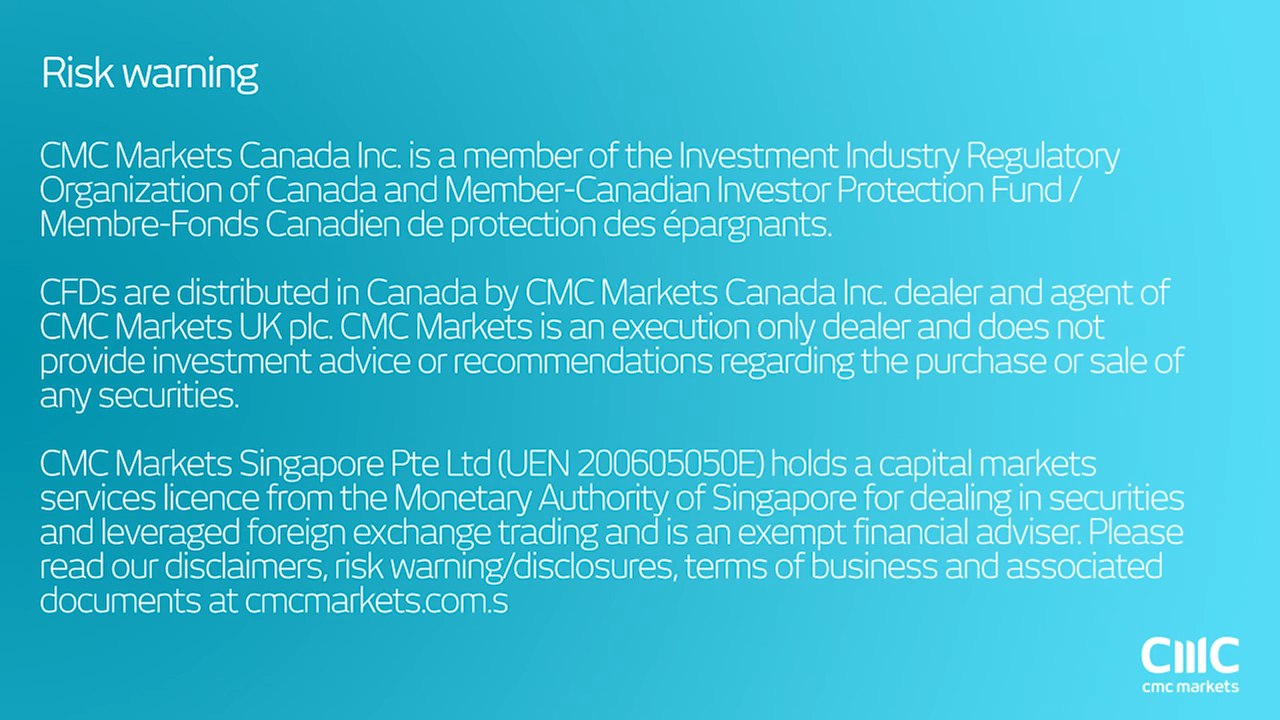 Risk warning
CMC Markets Canada Inc. is a member of the Investment Industry Regulatory
Organization of Canada and Member-Canadian Investor Protection Fund /
Membre-Fonds Canadien de protection des épargnants.
CFDs are distributed in Canada by CMC Markets Canada Inc. dealer and agent of
CMC Markets UK plc. CMC Markets is an execution only dealer and does not
provide investment advice or recommendations regarding the purchase or sale of
any securities.
CMC Markets Singapore Pte Ltd (UEN 200605050E) holds a capital markets
services licence from the Monetary Authority of Singapore for dealing in securities
and leveraged foreign exchange trading and is an exempt financial adviser. Please
read our disclaimers, risk warning/disclosures, terms of business and associated
documents at cmcmarkets.com.s
CMC
cmc markets